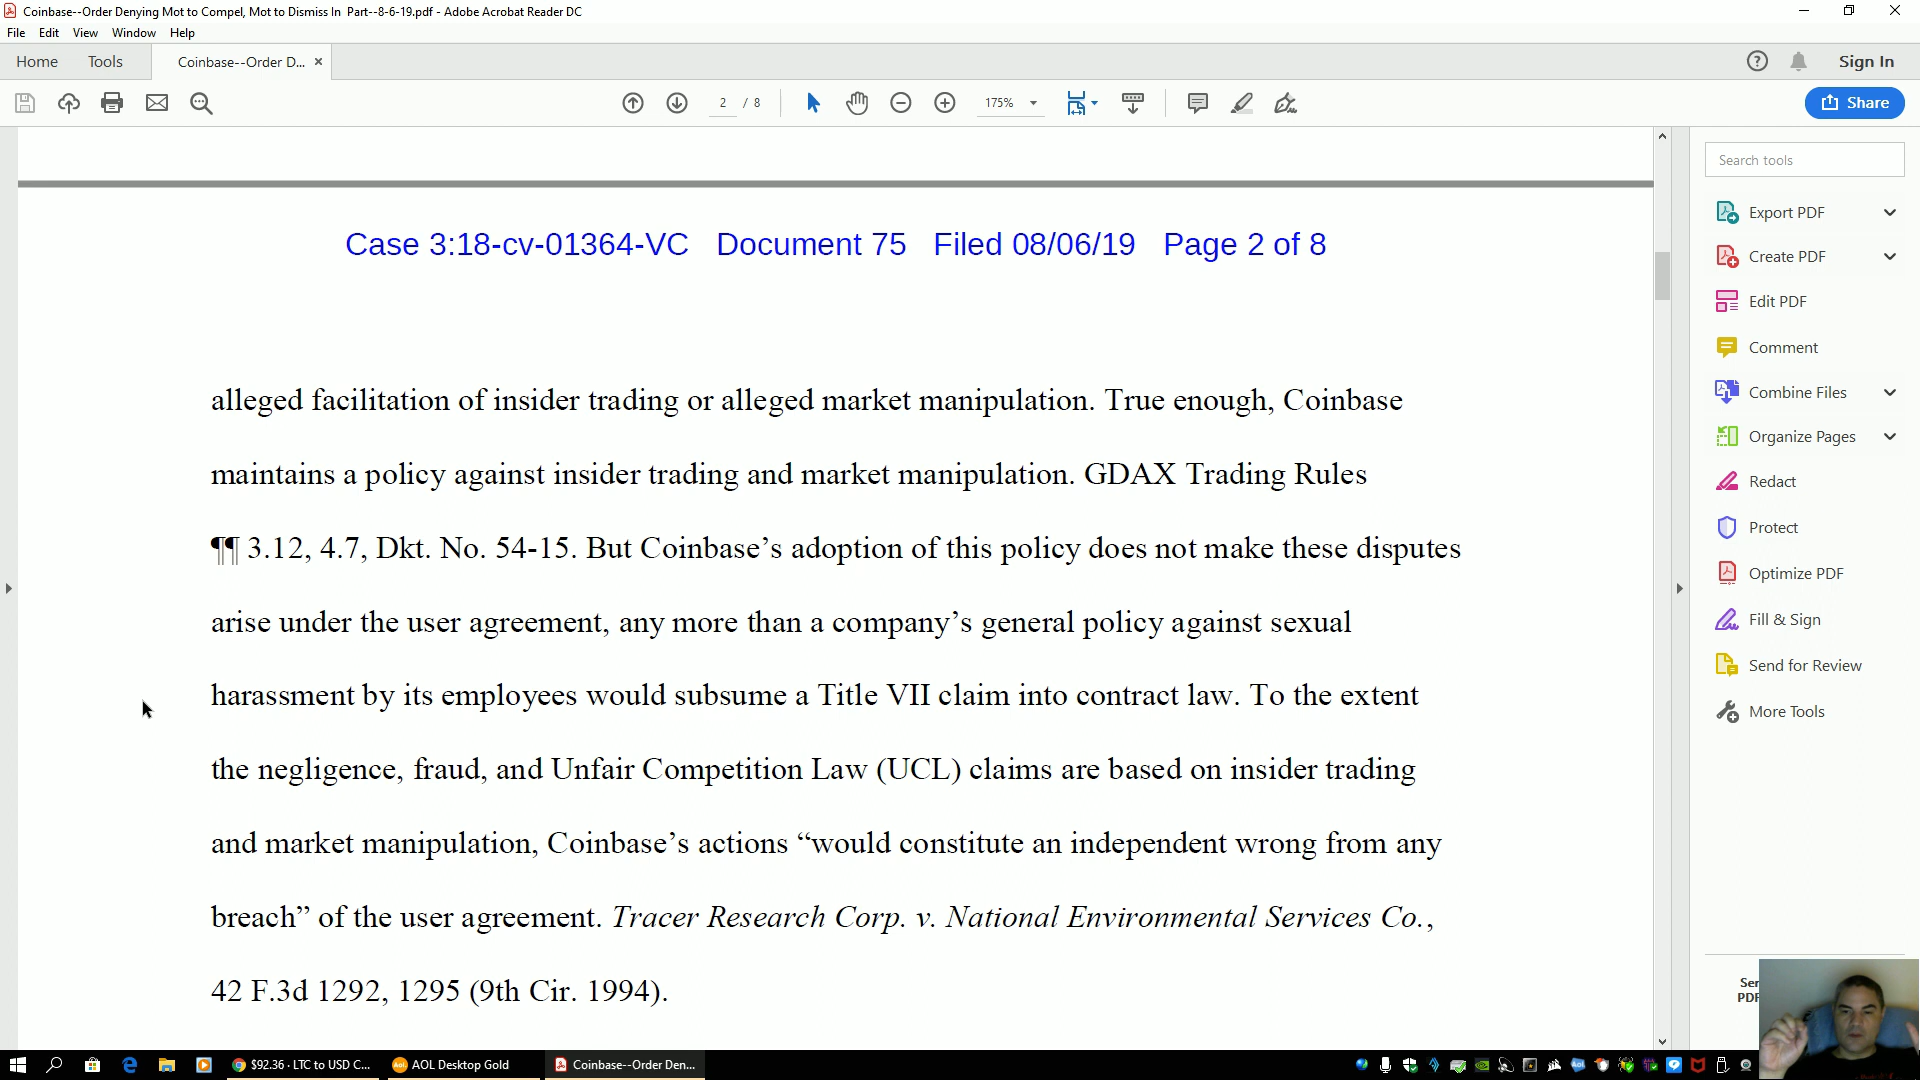 Coinbase--Order Denying Mot to Compel, Mot to Dismiss In  Part--8-6-19.pdf - Adobe Acrobat Reader DC
File Edit View Window Help
Home Tools Coinbase--Order D... × Sign In
2 / 8 175% Share
Search tools
Case 3:18-cv-01364-VC Document 75 Filed 08/06/19 Page 2 of 8
alleged facilitation of insider trading or alleged market manipulation. True enough, Coinbase
maintains a policy against insider trading and market manipulation. GDAX Trading Rules
¶¶ 3.12, 4.7, Dkt. No. 54-15. But Coinbase’s adoption of this policy does not make these disputes
arise under the user agreement, any more than a company’s general policy against sexual
harassment by its employees would subsume a Title VII claim into contract law. To the extent
the negligence, fraud, and Unfair Competition Law (UCL) claims are based on insider trading
and market manipulation, Coinbase’s actions “would constitute an independent wrong from any
breach” of the user agreement. Tracer Research Corp. v. National Environmental Services Co.,
42 F.3d 1292, 1295 (9th Cir. 1994).
Export PDF
Create PDF
Edit PDF
Comment
Combine Files
Organize Pages
Redact
Protect
Optimize PDF
Fill & Sign
Send for Review
More Tools
$92.36 · LTC to USD C... AOL Desktop Gold Coinbase--Order Den...